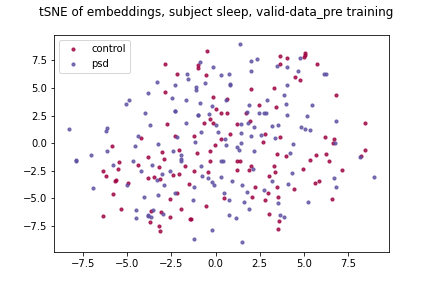 tSNE of embeddings, subject sleep, valid-data_pre training
control
psd
7.5
5.0
2.5
0.0
−2.5
−5.0
−7.5
−7.5 −5.0 −2.5 0.0 2.5 5.0 7.5